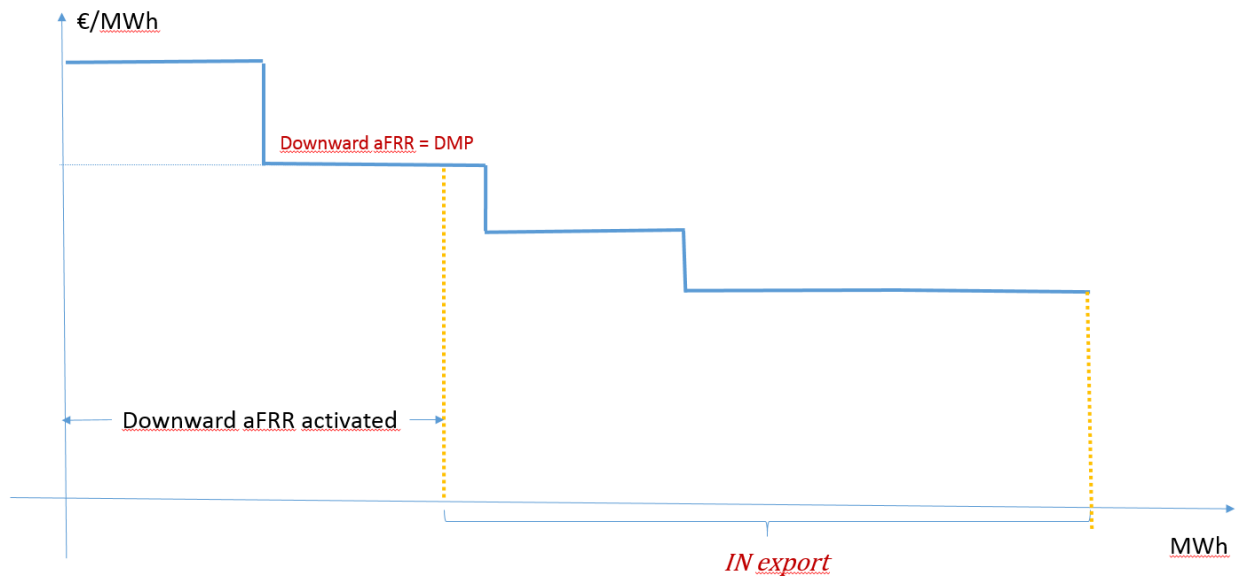 €/MWh
Downward aFRR = DMP
Downward aFRR activated
MWh
IN export